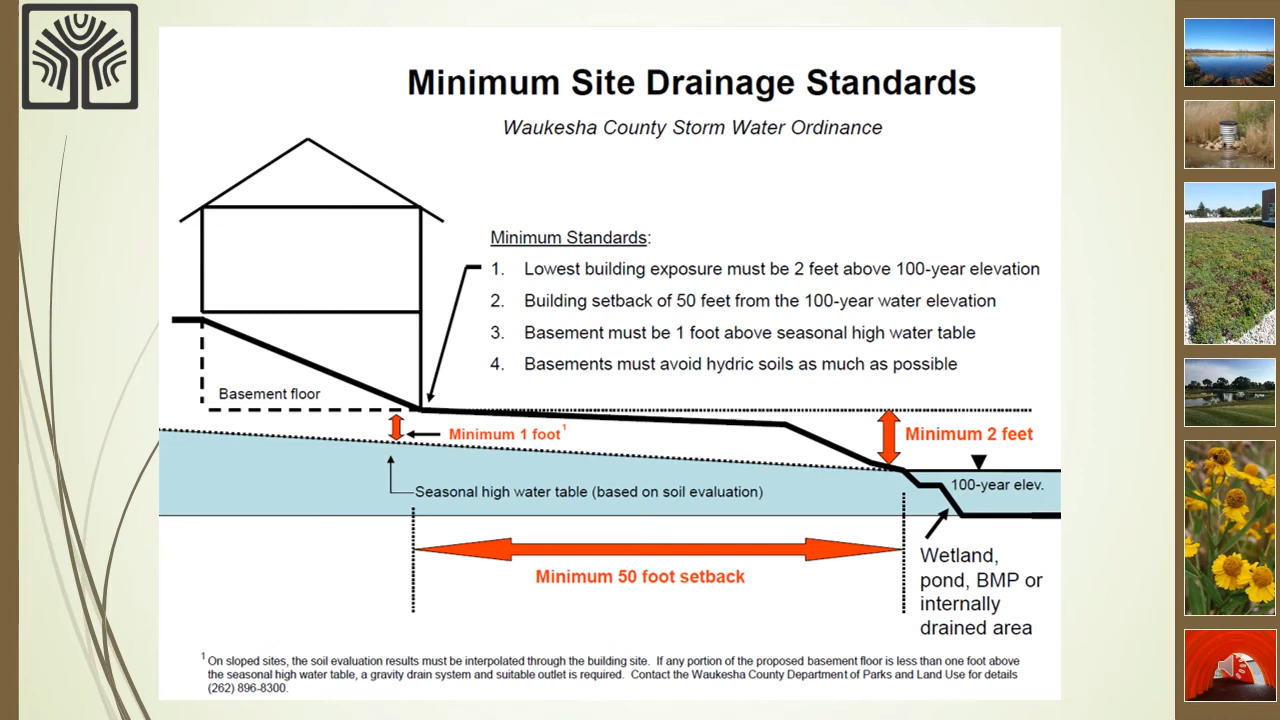 Minimum Site Drainage Standards
Waukesha County Storm Water Ordinance
Minimum Standards:
1. Lowest building exposure must be 2 feet above 100-year elevation
2. Building setback of 50 feet from the 100-year water elevation
3. Basement must be 1 foot above seasonal high water table
4. Basements must avoid hydric soils as much as possible
Basement floor
Minimum 1 foot¹
Minimum 2 feet
100-year elev.
Seasonal high water table (based on soil evaluation)
Minimum 50 foot setback
Wetland,
pond, BMP or
internally
drained area
¹ On sloped sites, the soil evaluation results must be interpolated through the building site. If any portion of the proposed basement floor is less than one foot above
the seasonal high water table, a gravity drain system and suitable outlet is required. Contact the Waukesha County Department of Parks and Land Use for details
(262) 896-8300.